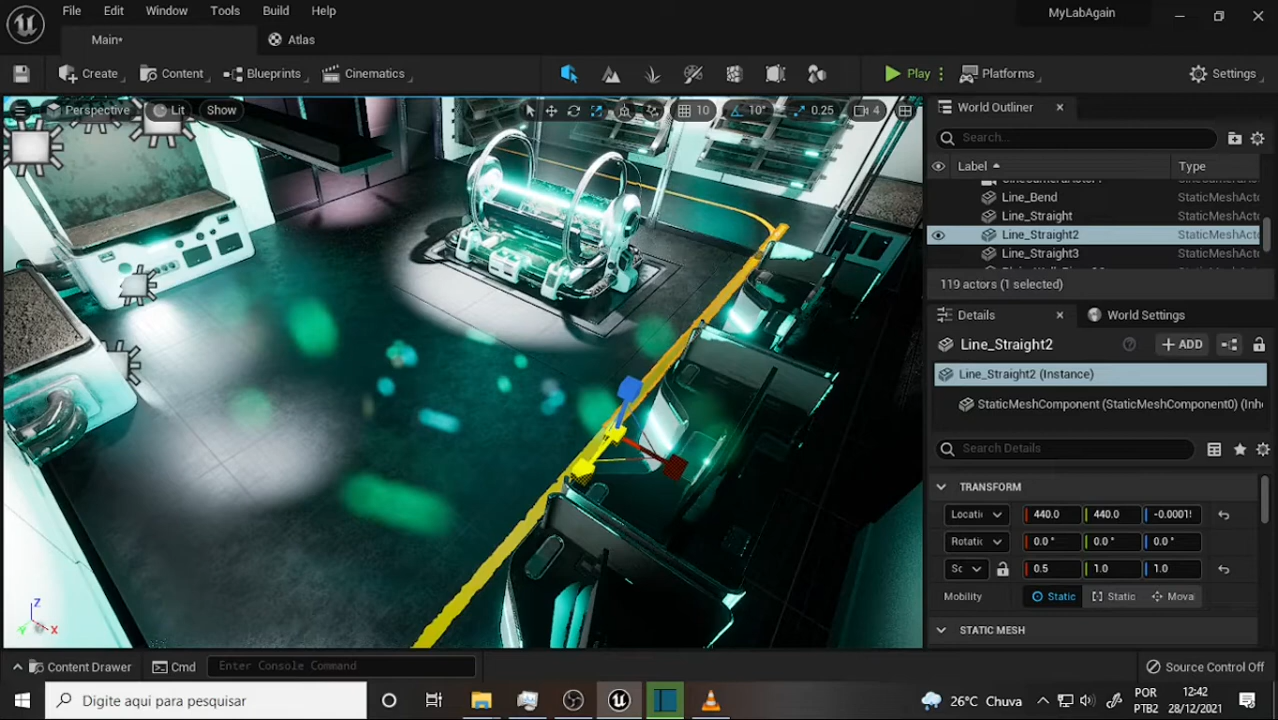 File Edit Window Tools Build Help
MyLabAgain
Main•
Atlas
Create
Content
Blueprints
Cinematics
Play
Platforms
Settings
Perspective
Lit
Show
10
10°
0.25
4
World Outliner
Search...
Label
Type
Line_Bend StaticMeshActo
Line_Straight StaticMeshActo
Line_Straight2 StaticMeshActo
Line_Straight3 StaticMeshActo
119 actors (1 selected)
Details
World Settings
Line_Straight2
+ ADD
Line_Straight2 (Instance)
StaticMeshComponent (StaticMeshComponent0) (Inh
Search Details
TRANSFORM
Locati 440.0 440.0 -0.0001
Rotatic 0.0 ° 0.0 ° 0.0 °
Sc 0.5 1.0 1.0
Mobility Static Static Mova
STATIC MESH
Z
Y
X
Content Drawer
Cmd
Enter Console Command
Source Control Off
Digite aqui para pesquisar
26°C Chuva
POR
PTB2
12:42
28/12/2021